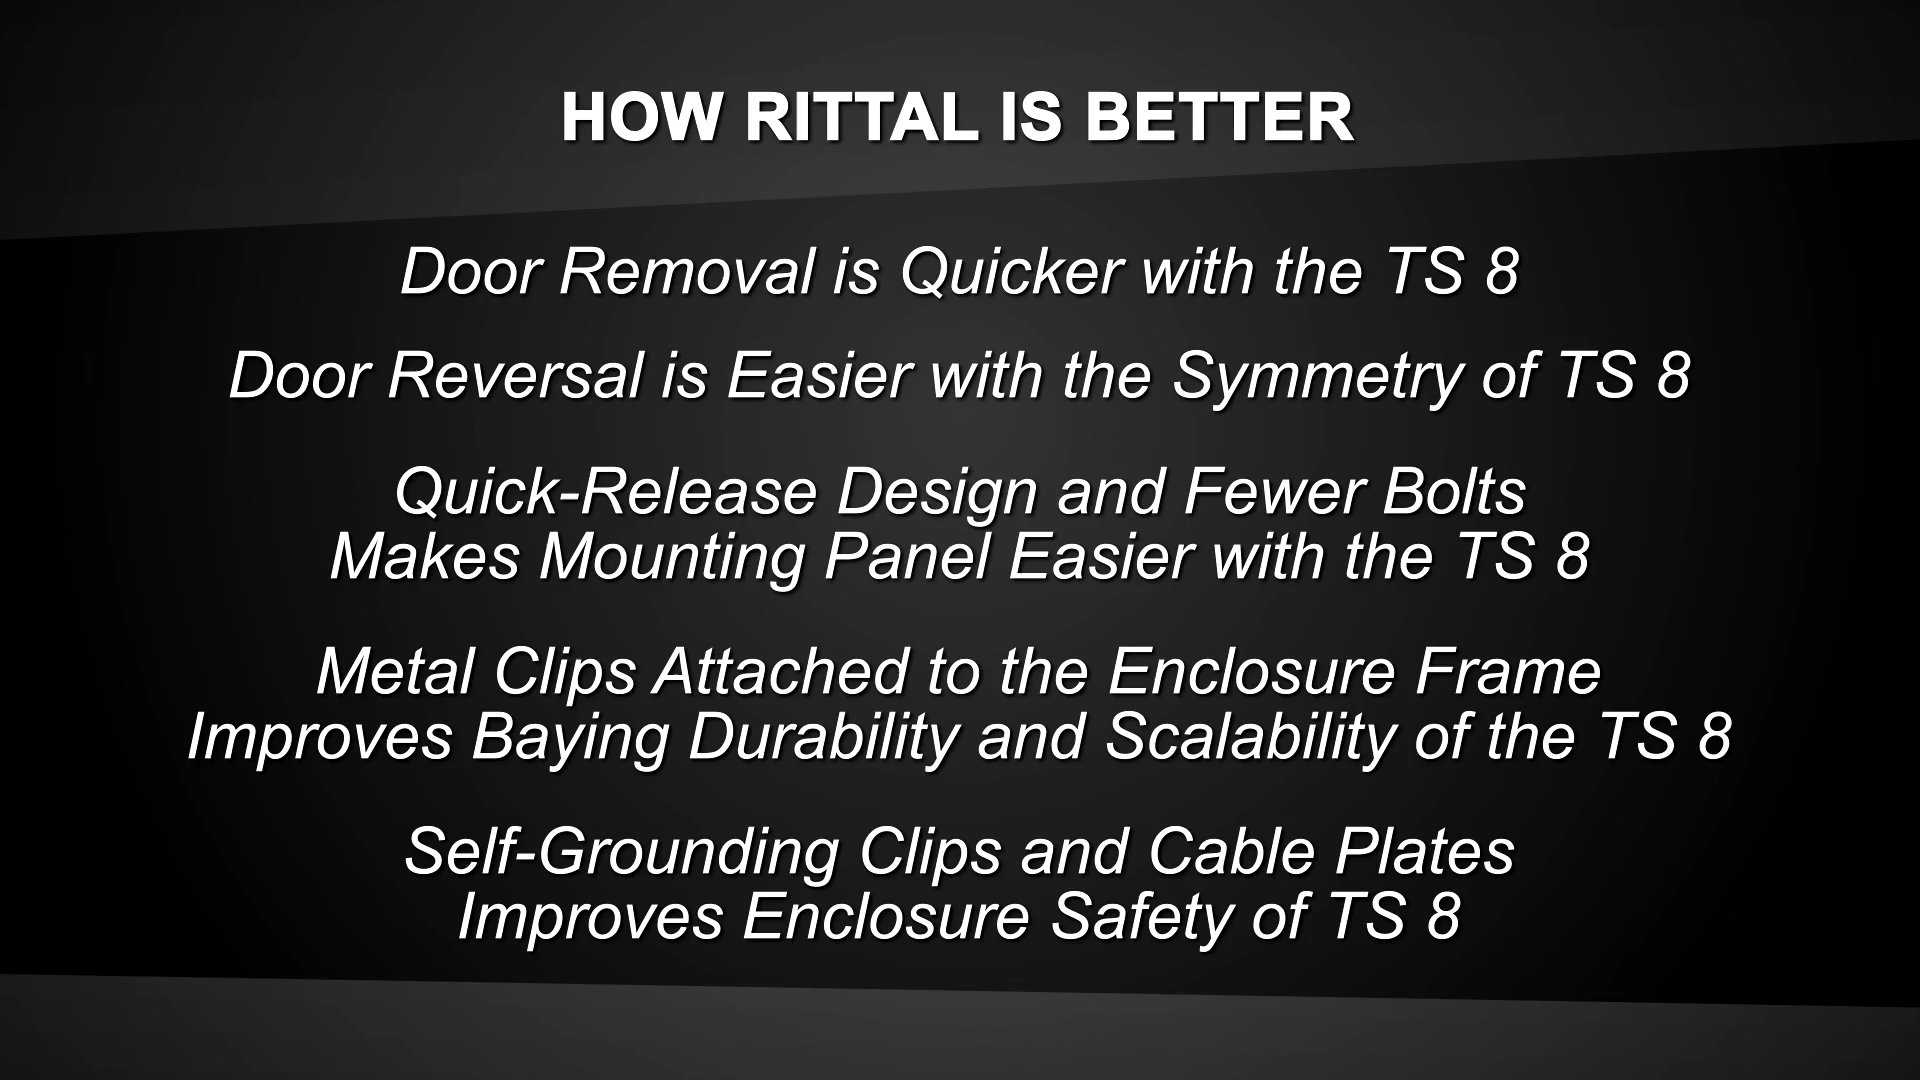 HOW RITTAL IS BETTER
Door Removal is Quicker with the TS 8
Door Reversal is Easier with the Symmetry of TS 8
Quick-Release Design and Fewer Bolts
Makes Mounting Panel Easier with the TS 8
Metal Clips Attached to the Enclosure Frame
Improves Baying Durability and Scalability of the TS 8
Self-Grounding Clips and Cable Plates
Improves Enclosure Safety of TS 8